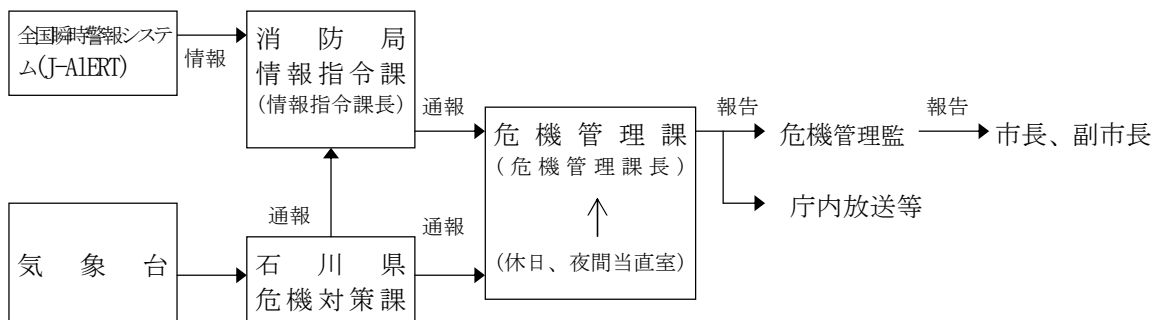 全国瞬時警報システ
ム(J-AlERT)
情報
消防局
情報指令課
(情報指令課長)
通報
危機管理課
(危機管理課長)
(休日、夜間当直室)
報告
危機管理監
報告
市長、副市長
庁内放送等
気象台
通報
石川県
危機対策課
通報